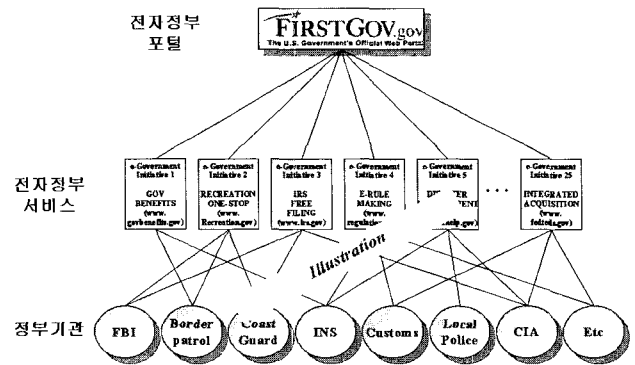 전자정부
포털
FIRSTGOV.gov
The U.S. Government's Official Web Portal
전자정부
서비스
e-Government
Initiative 1
GOV
BENEFITS
(www.
govbenefits.gov)
e-Government
Initiative 2
RECREATION
ONE-STOP
(www.
Recreation.gov)
e-Government
Initiative 3
IRS
FREE
FILING
(www.irs.gov)
e-Government
Initiative 4
E-RULE
MAKING
(www.
e-Government
Initiative 5
e-Government
Initiative 25
INTEGRATED
ACQUISITION
(www.
...
Illustration
정부기관
FBI
Border
patrol
Coast
Guard
INS
Customs
Local
Police
CIA
Etc